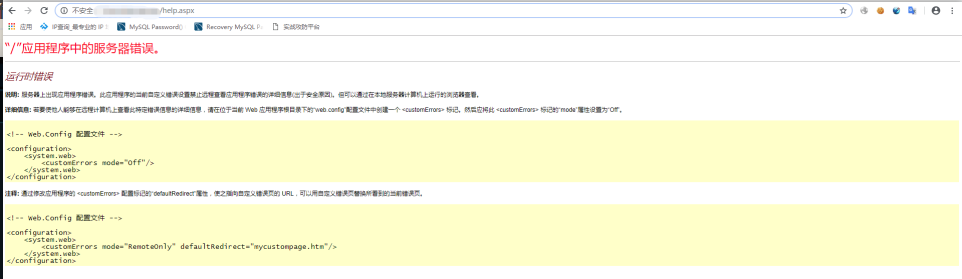 不安全
/help.aspx
应用
IP查询_最专业的 IP
MySQL Password()
Recovery MySQL P
实战攻防平台
“/”应用程序中的服务器错误。
运行时错误
说明: 服务器上出现应用程序错误。此应用程序的当前自定义错误设置禁止远程查看应用程序错误的详细信息(出于安全原因)。但可以通过在本地服务器计算机上运行的浏览器查看。
详细信息: 若要使他人能够在远程计算机上查看此特定错误信息的详细信息，请在位于当前 Web 应用程序根目录下的“web.config”配置文件中创建一个 <customErrors> 标记。然后应将此 <customErrors> 标记的“mode”属性设置为“Off”。
<!-- Web.Config 配置文件 -->
<configuration>
<system.web>
<customErrors mode="Off"/>
</system.web>
</configuration>
注释: 通过修改应用程序的 <customErrors> 配置标记的“defaultRedirect”属性，使之指向自定义错误页的 URL，可以用自定义错误页替换所看到的当前错误页。
<!-- Web.Config 配置文件 -->
<configuration>
<system.web>
<customErrors mode="RemoteOnly" defaultRedirect="mycustompage.htm"/>
</system.web>
</configuration>